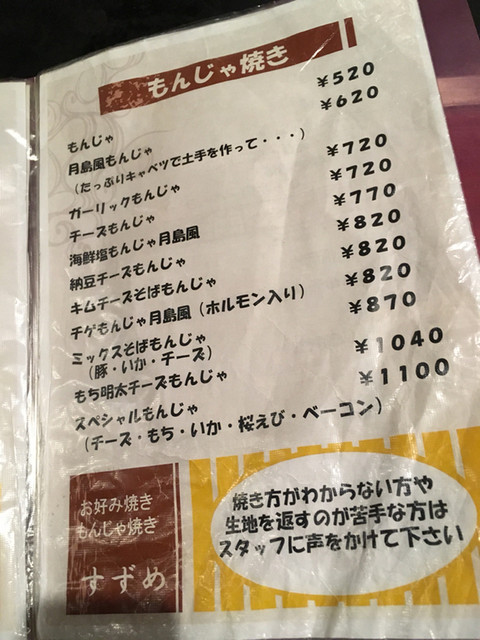 もんじゃ焼き
もんじゃ ¥520
月島風もんじゃ ¥620
（たっぷりキャベツで土手を作って・・・）
ガーリックもんじゃ ¥720
チーズもんじゃ ¥720
海鮮塩もんじゃ月島風 ¥770
納豆チーズもんじゃ ¥820
キムチーズそばもんじゃ ¥820
チゲもんじゃ月島風（ホルモン入り） ¥820
ミックスそばもんじゃ ¥870
（豚・いか・チーズ）
もち明太チーズもんじゃ ¥1040
スペシャルもんじゃ ¥1100
（チーズ・もち・いか・桜えび・ベーコン）
お好み焼き
もんじゃ焼き
すずめ
焼き方がわからない方や
生地を返すのが苦手な方は
スタッフに声をかけて下さい